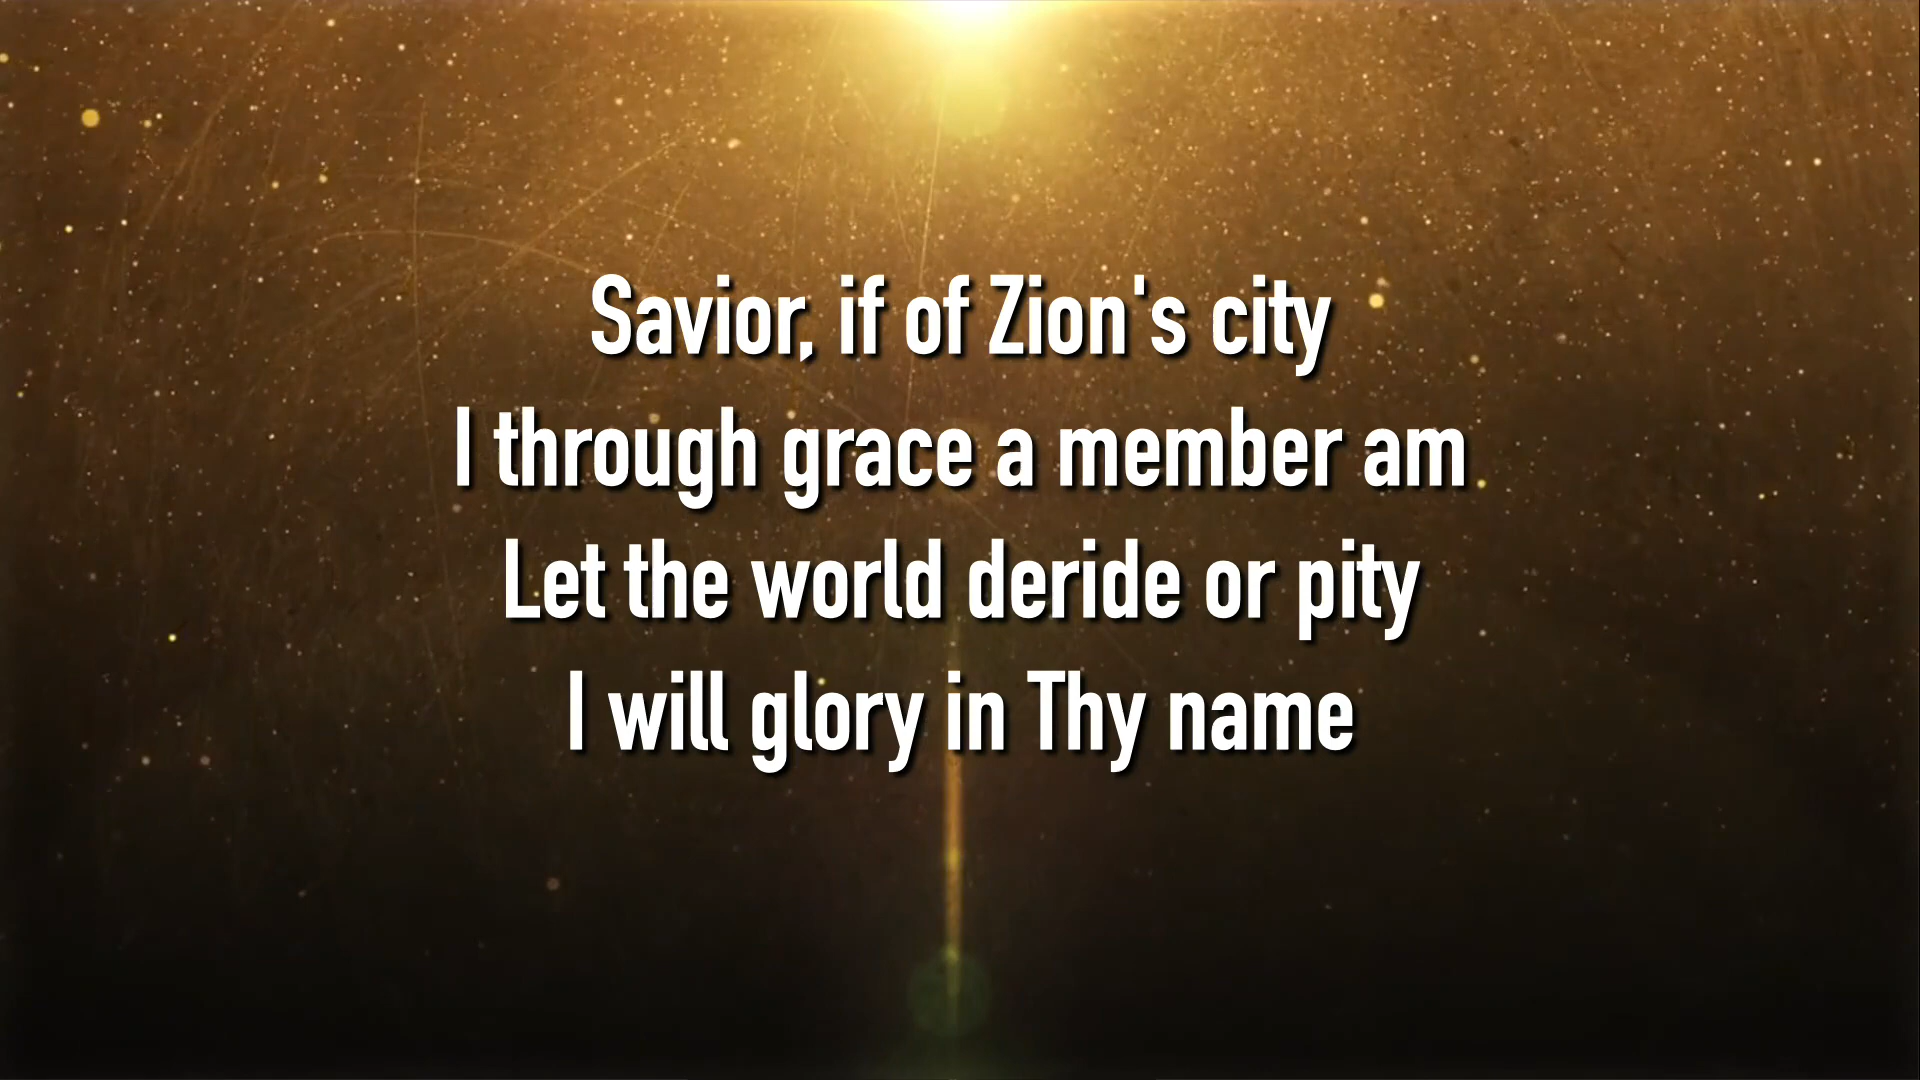 Savior, if of Zion's city
I through grace a member am
Let the world deride or pity
I will glory in Thy name